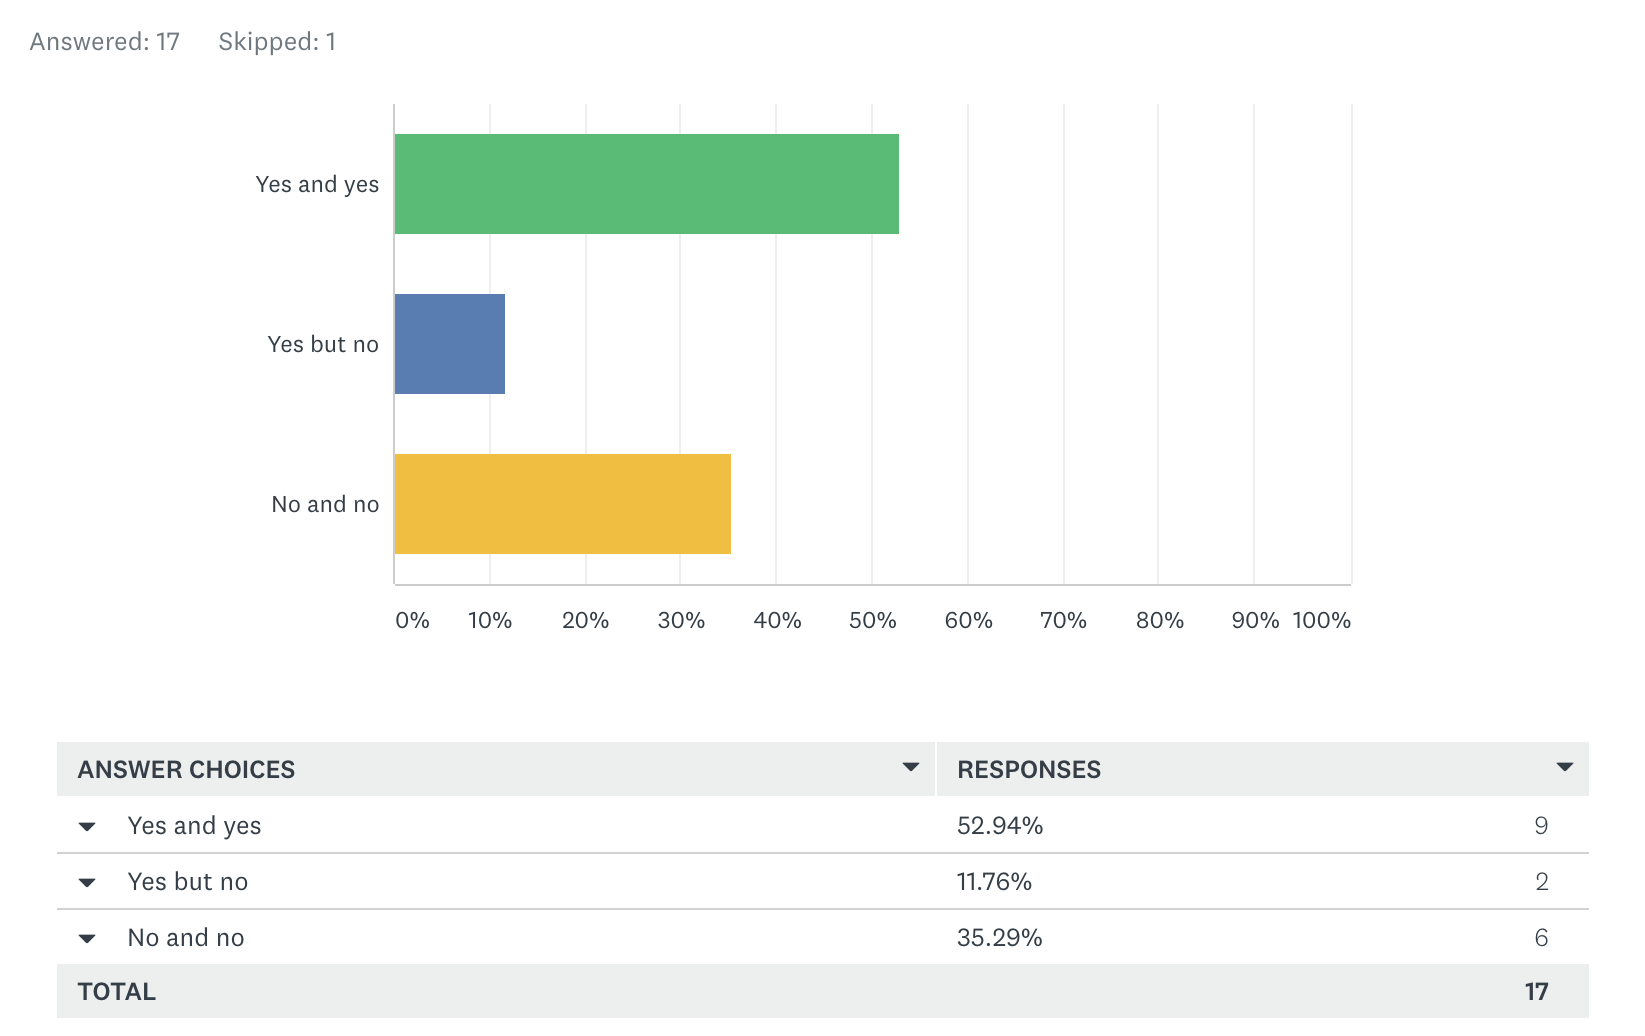 Answered: 17 Skipped: 1
Yes and yes
Yes but no
No and no
0% 10% 20% 30% 40% 50% 60% 70% 80% 90% 100%
ANSWER CHOICES RESPONSES
Yes and yes 52.94% 9
Yes but no 11.76% 2
No and no 35.29% 6
TOTAL 17